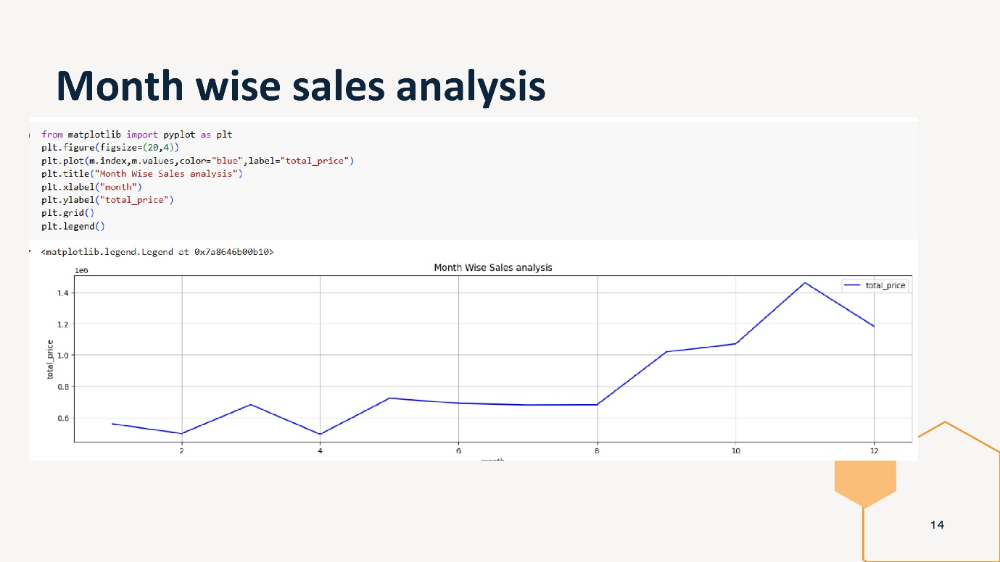 Month wise sales analysis
from matplotlib import pyplot as plt
plt.figure(figsize=(20,4))
plt.plot(m.index,m.values,color="blue",label="total_price")
plt.title("Month Wise Sales analysis")
plt.xlabel("month")
plt.ylabel("total_price")
plt.grid()
plt.legend()
<matplotlib.legend.Legend at 0x7a8646b00b10>
Month Wise Sales analysis
1e6
total_price
1.4
1.2
1.0
0.8
0.6
total_price
2 4 6 8 10 12
14